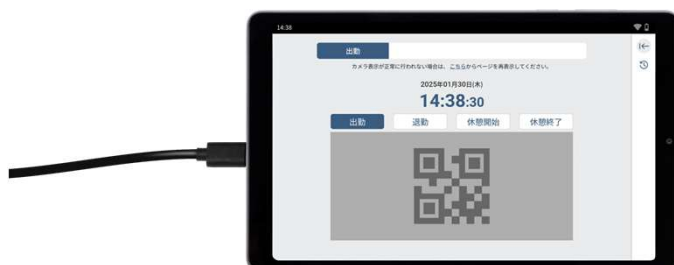 14:38
出勤
カメラ表示が正常に行われない場合は、こちらからページを再表示してください。
2025年01月30日(木)
14:38:30
出勤 退勤 休憩開始 休憩終了